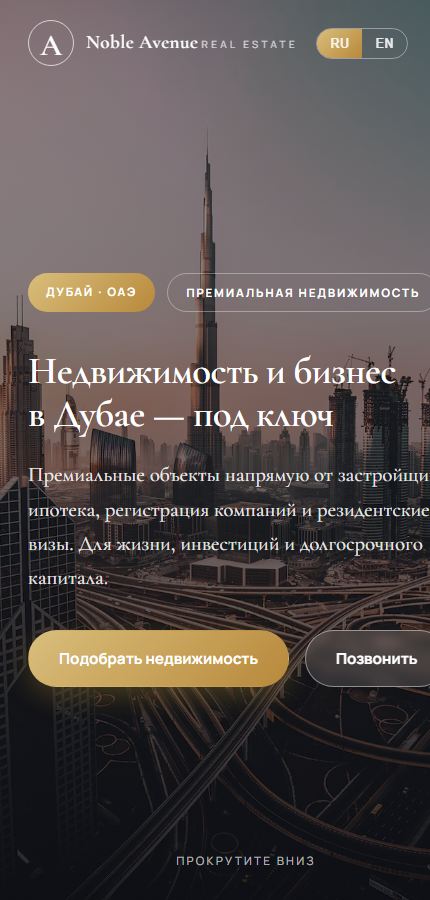 A
Noble Avenue REAL ESTATE
RU EN
ДУБАЙ · ОАЭ
ПРЕМИАЛЬНАЯ НЕДВИЖИМОСТЬ
Недвижимость и бизнес
в Дубае — под ключ
Премиальные объекты напрямую от застройщи
ипотека, регистрация компаний и резидентские
визы. Для жизни, инвестиций и долгосрочного
капитала.
Подобрать недвижимость
Позвонить
ПРОКРУТИТЕ ВНИЗ